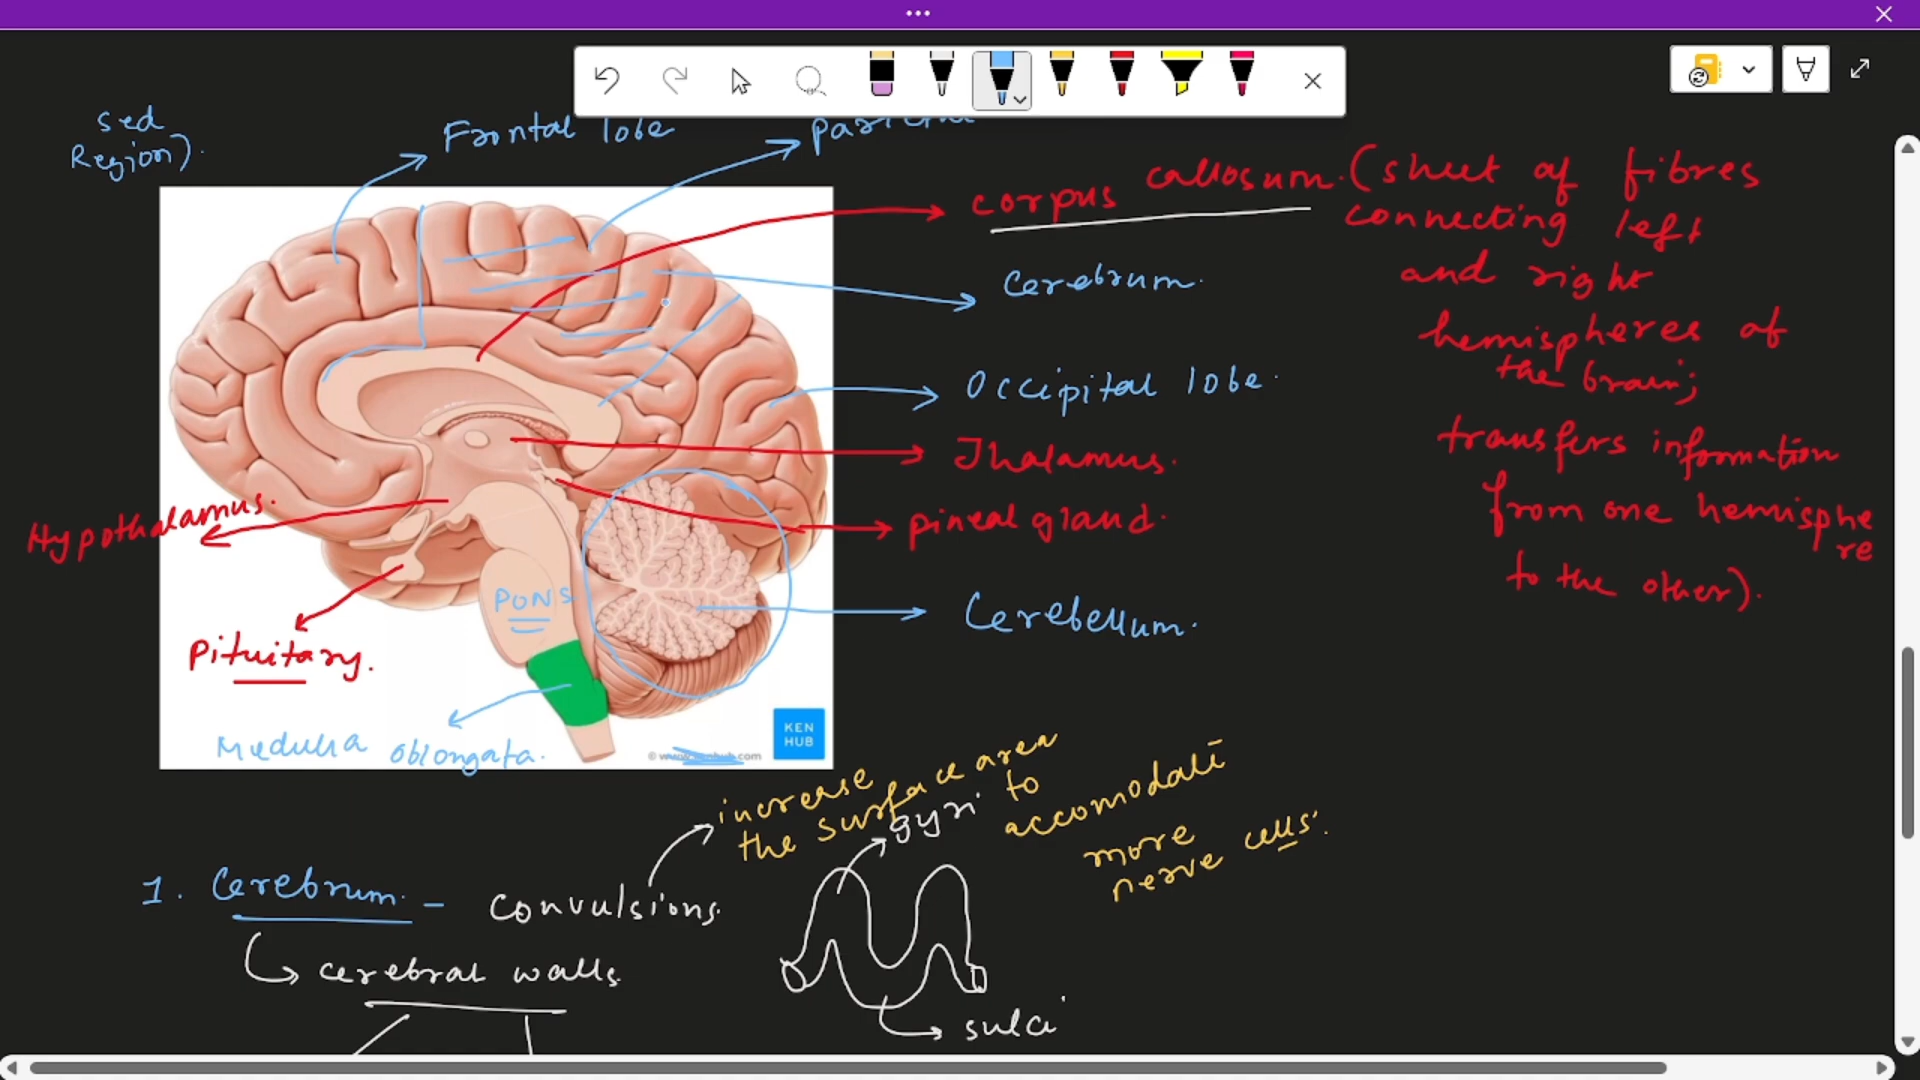 sed
Region).
Frontal lobe
corpus callosum. (sheet of fibres
connecting left
and right
hemispheres of
the brain;
transfers information
from one hemisphe
re
to the other).
Cerebrum.
Occipital lobe.
Thalamus.
Hypothalamus.
pineal gland.
PONS
Cerebellum.
Pituitary.
Medulla oblongata.
KEN
HUB
increase
the surface area
to
accomodate
more
nerve cells.
gyri
1. Cerebrum. - convulsions.
cerebral walls.
sulci